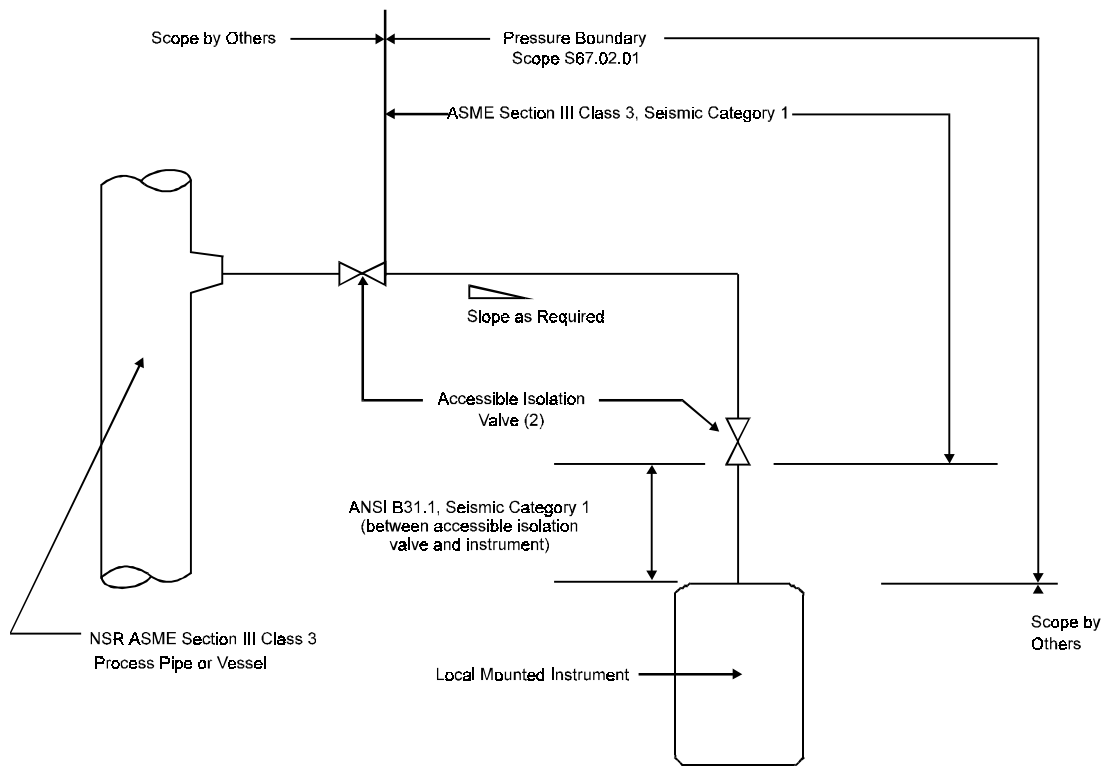 Scope by Others
Pressure Boundary
Scope S67.02.01
ASME Section III Class 3, Seismic Category 1
Slope as Required
Accessible Isolation
Valve (2)
ANSI B31.1, Seismic Category 1
(between accessible isolation
valve and instrument)
Scope by
Others
NSR ASME Section III Class 3
Process Pipe or Vessel
Local Mounted Instrument